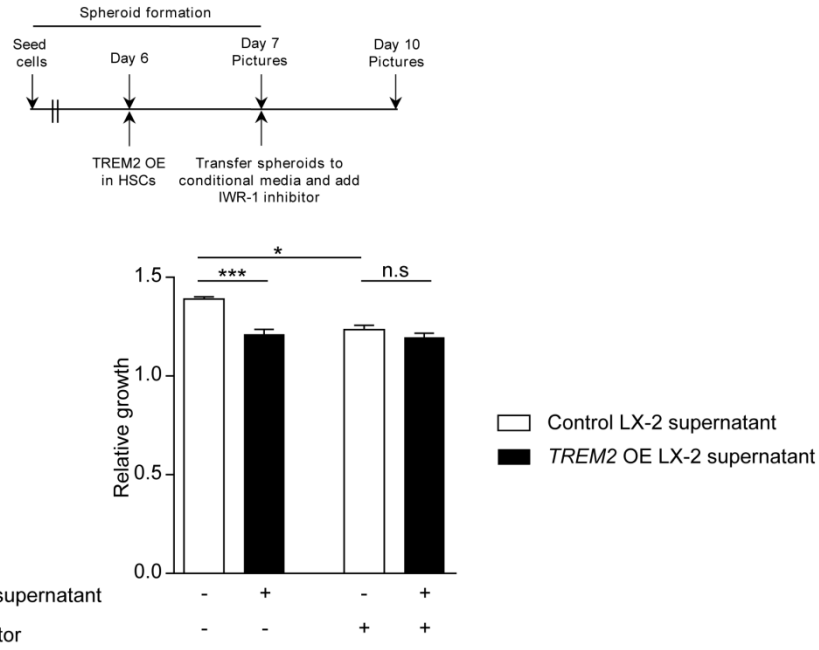 Spheroid formation
Seed cells
Day 6
Day 7 Pictures
Day 10 Pictures
TREM2 OE in HSCs
Transfer spheroids to conditional media and add IWR-1 inhibitor
*
***
n.s
1.5
1.0
0.5
0.0
Relative growth
Control LX-2 supernatant
TREM2 OE LX-2 supernatant
supernatant - + - +
- - + +